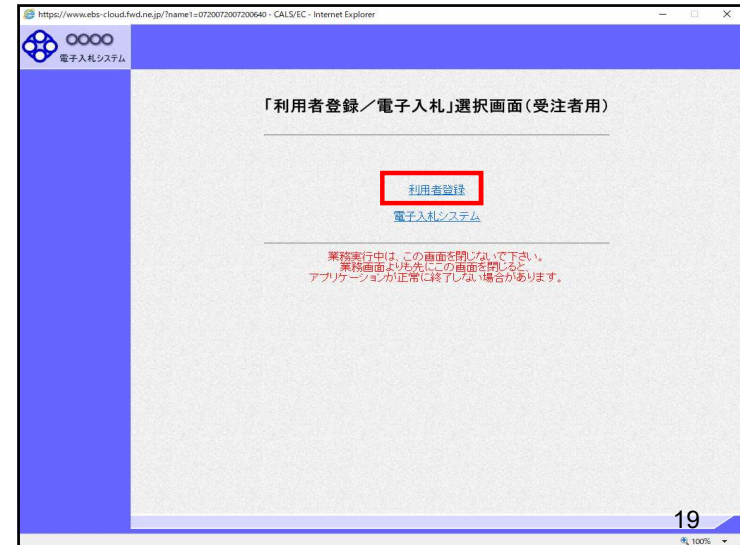 https://www.ebs-cloud.fwd.ne.jp/?name1=0720072007200640 - CALS/EC - Internet Explorer
○○○○
電子入札システム
「利用者登録／電子入札」選択画面（受注者用）
利用者登録
電子入札システム
業務実行中は、この画面を閉じないで下さい。
業務画面よりも先にこの画面を閉じると、
アプリケーションが正常に終了しない場合があります。
19
100%